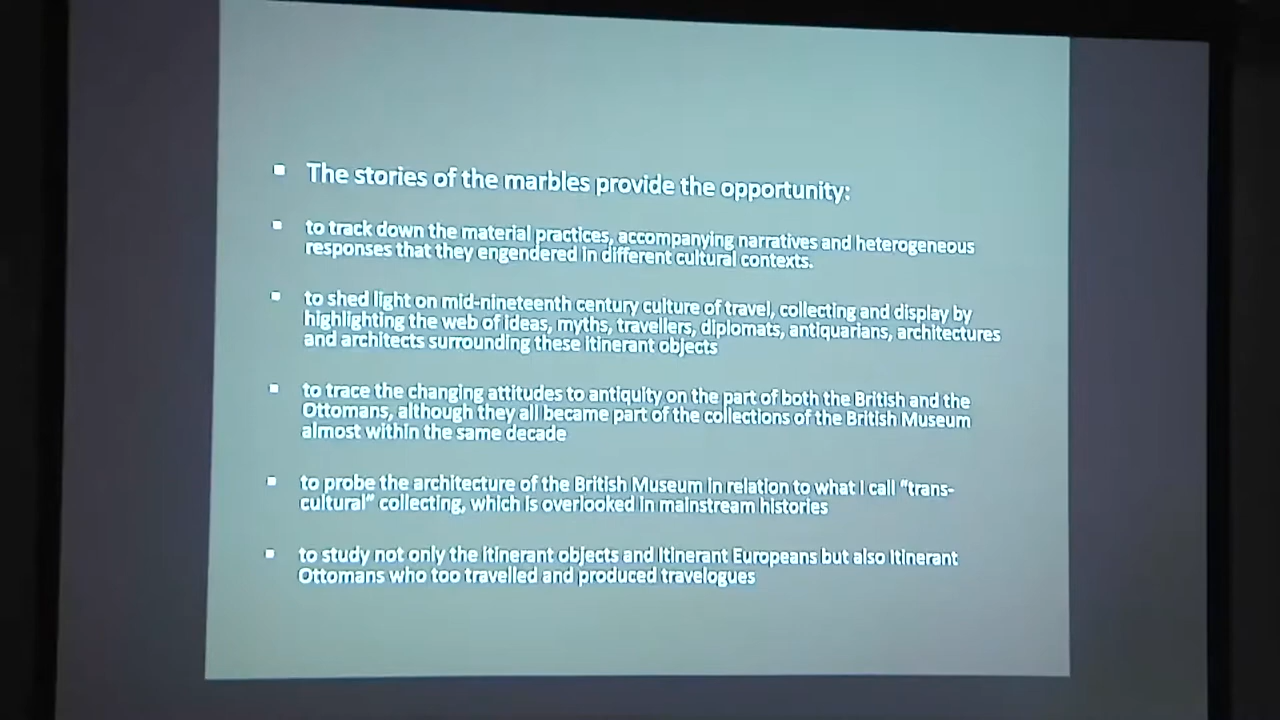 The stories of the marbles provide the opportunity:
to track down the material practices, accompanying narratives and heterogeneous
responses that they engendered in different cultural contexts.
to shed light on mid-nineteenth century culture of travel, collecting and display by
highlighting the web of ideas, myths, travellers, diplomats, antiquarians, architectures
and architects surrounding these itinerant objects
to trace the changing attitudes to antiquity on the part of both the British and the
Ottomans, although they all became part of the collections of the British Museum
almost within the same decade
to probe the architecture of the British Museum in relation to what I call “trans-
cultural” collecting, which is overlooked in mainstream histories
to study not only the itinerant objects and itinerant Europeans but also itinerant
Ottomans who too travelled and produced travelogues